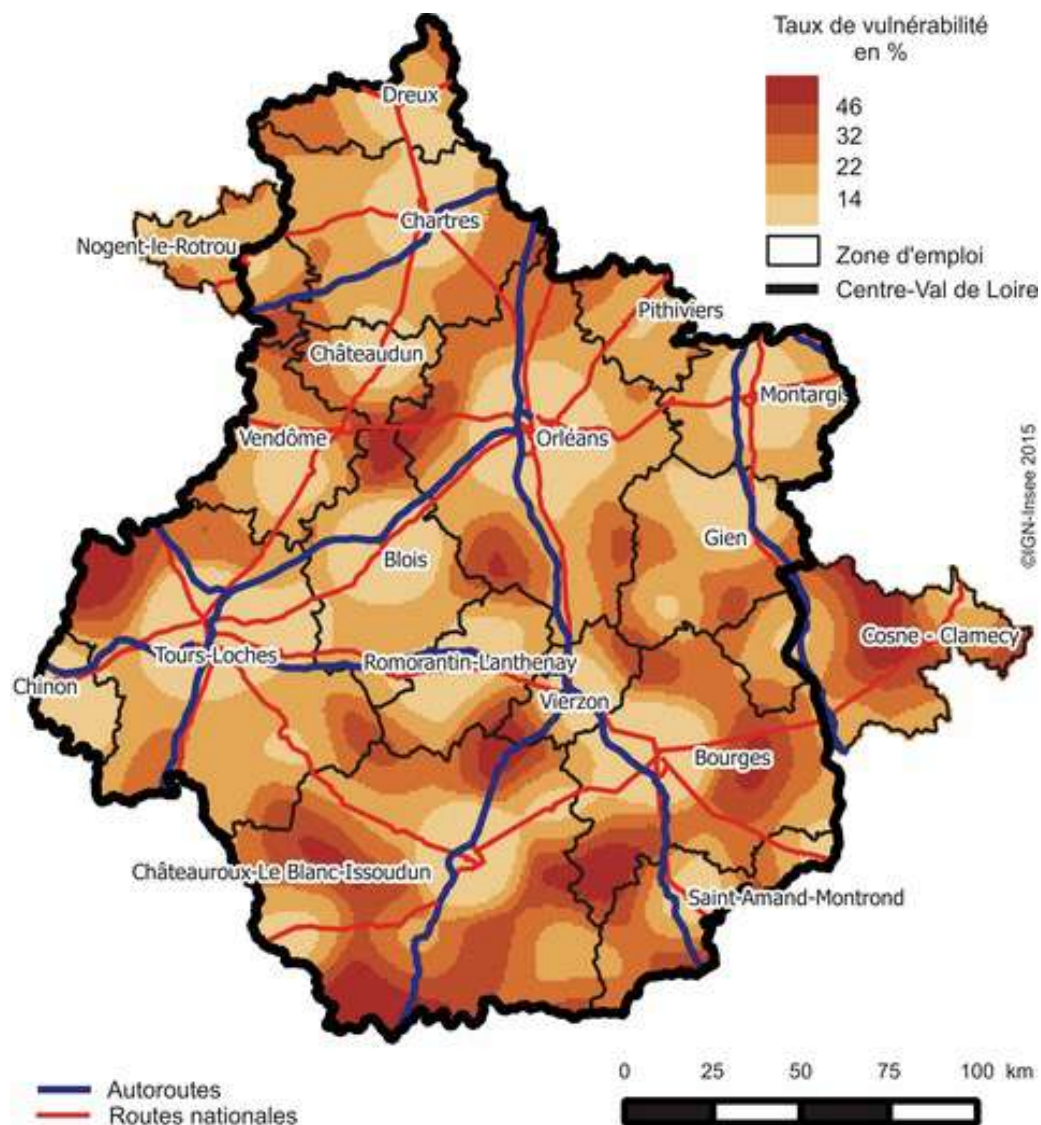 Taux de vulnérabilité
en %
46
32
22
14
Zone d'emploi
Centre-Val de Loire
Dreux
Chartres
Nogent-le-Rotrou
Pithiviers
Châteaudun
Montargis
Vendôme
Orléans
Gien
Blois
Cosne - Clamecy
Tours-Loches
Romorantin-Lanthenay
Chinon
Vierzon
Bourges
Châteauroux-Le Blanc-Issoudun
Saint-Amand-Montrond
©IGN-Insee 2015
0 25 50 75 100 km
Autoroutes
Routes nationales